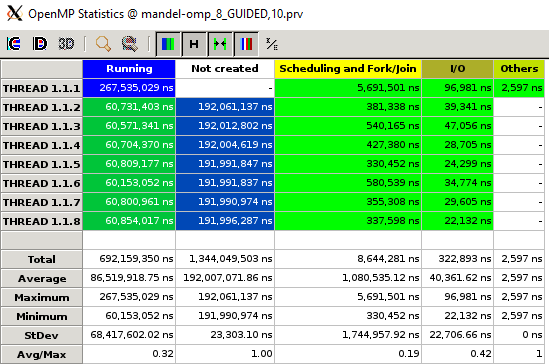 OpenMP Statistics @ mandel-omp_8_GUIDED,10.prv
3D H
Running Not created Scheduling and Fork/Join I/O Others
THREAD 1.1.1 267,535,029 ns - 5,691,501 ns 96,981 ns 2,597 ns
THREAD 1.1.2 60,731,403 ns 192,061,137 ns 381,338 ns 39,341 ns -
THREAD 1.1.3 60,571,341 ns 192,012,802 ns 540,165 ns 47,056 ns -
THREAD 1.1.4 60,704,370 ns 192,004,619 ns 427,380 ns 28,705 ns -
THREAD 1.1.5 60,809,177 ns 191,991,847 ns 330,452 ns 24,299 ns -
THREAD 1.1.6 60,153,052 ns 191,991,837 ns 580,539 ns 34,774 ns -
THREAD 1.1.7 60,800,961 ns 191,990,974 ns 355,308 ns 29,605 ns -
THREAD 1.1.8 60,854,017 ns 191,996,287 ns 337,598 ns 22,132 ns -
Total 692,159,350 ns 1,344,049,503 ns 8,644,281 ns 322,893 ns 2,597 ns
Average 86,519,918.75 ns 192,007,071.86 ns 1,080,535.12 ns 40,361.62 ns 2,597 ns
Maximum 267,535,029 ns 192,061,137 ns 5,691,501 ns 96,981 ns 2,597 ns
Minimum 60,153,052 ns 191,990,974 ns 330,452 ns 22,132 ns 2,597 ns
StDev 68,417,602.02 ns 23,303.10 ns 1,744,957.92 ns 22,706.66 ns 0 ns
Avg/Max 0.32 1.00 0.19 0.42 1